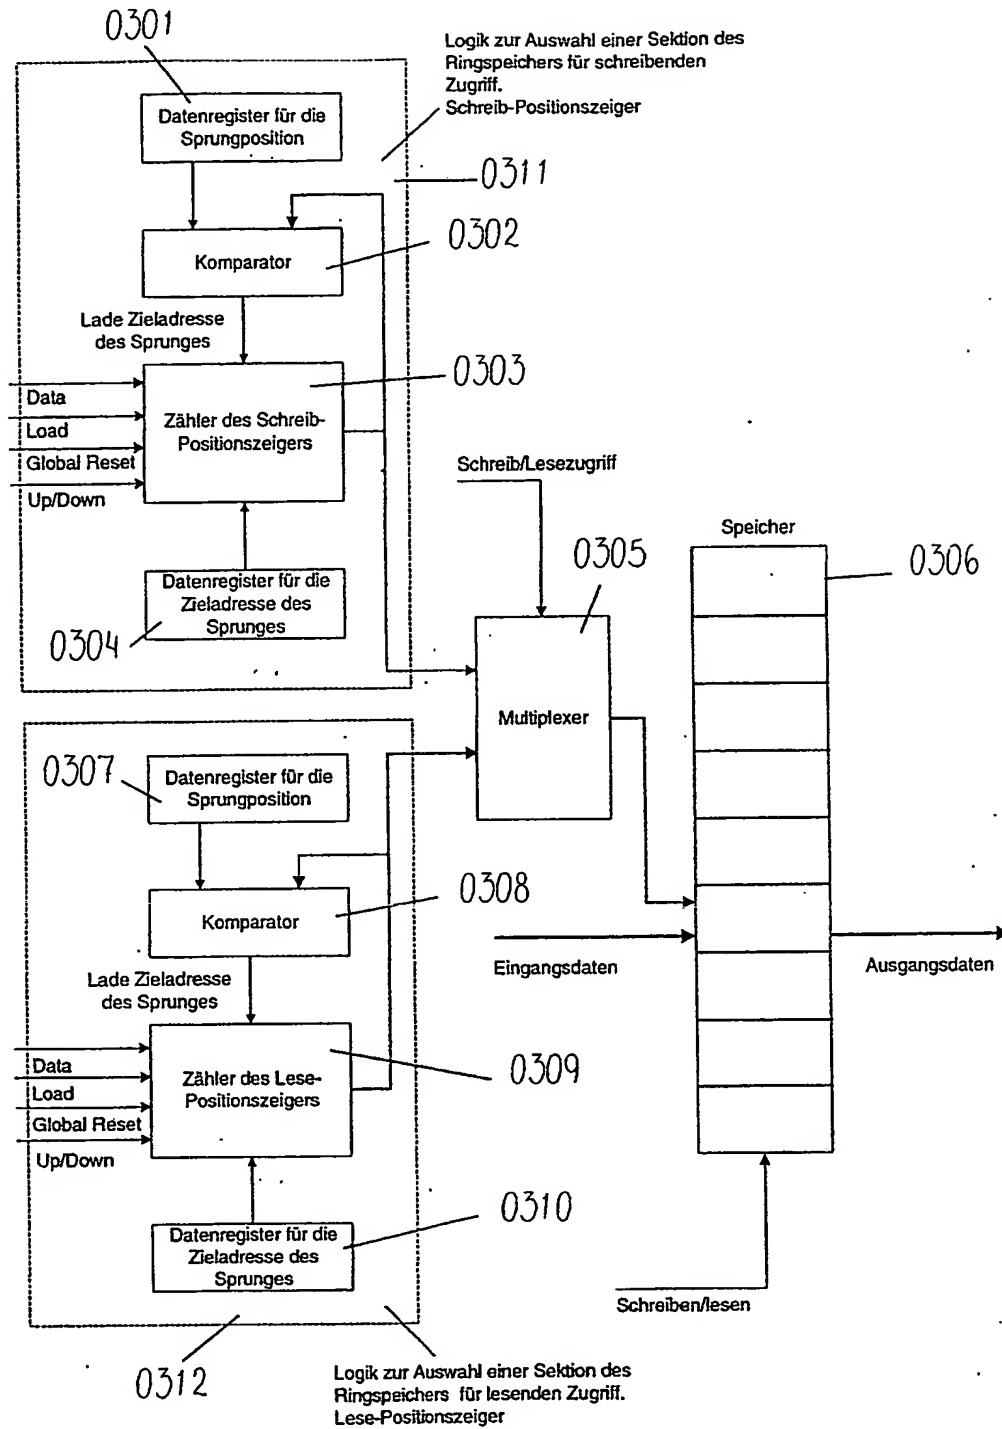 0301
Logik zur Auswahl einer Sektion des
Ringspeichers für schreibenden
Zugriff.
Schreib-Positionszeiger
Datenregister für die
Sprungposition
0311
0302
Komparator
Lade Zieladresse
des Sprunges
0303
Data
Load
Global Reset
Up/Down
Zähler des Schreib-
Positionszeigers
Schreib/Lesezugriff
Speicher
0305
0306
Datenregister für die
Zieladresse des
Sprunges
0304
Multiplexer
0307
Datenregister für die
Sprungposition
0308
Komparator
Eingangsdaten
Ausgangsdaten
Lade Zieladresse
des Sprunges
0309
Data
Load
Global Reset
Up/Down
Zähler des Lese-
Positionszeigers
0310
Datenregister für die
Zieladresse des
Sprunges
Schreiben/lesen
0312
Logik zur Auswahl einer Sektion des
Ringspeichers für lesenden Zugriff.
Lese-Positionszeiger